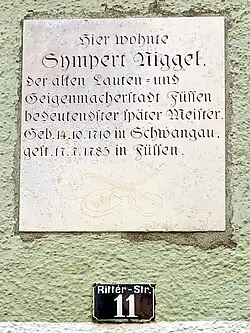 Hier wohnte
Sympert Niggel,
der alten Lauten- und
Geigenmacherstadt Füssen
bedeutendster später Meister.
Geb. 14. 10. 1710 in Schwangau,
gest. 17. 7. 1785 in Füssen.
Ritter-Str.
11